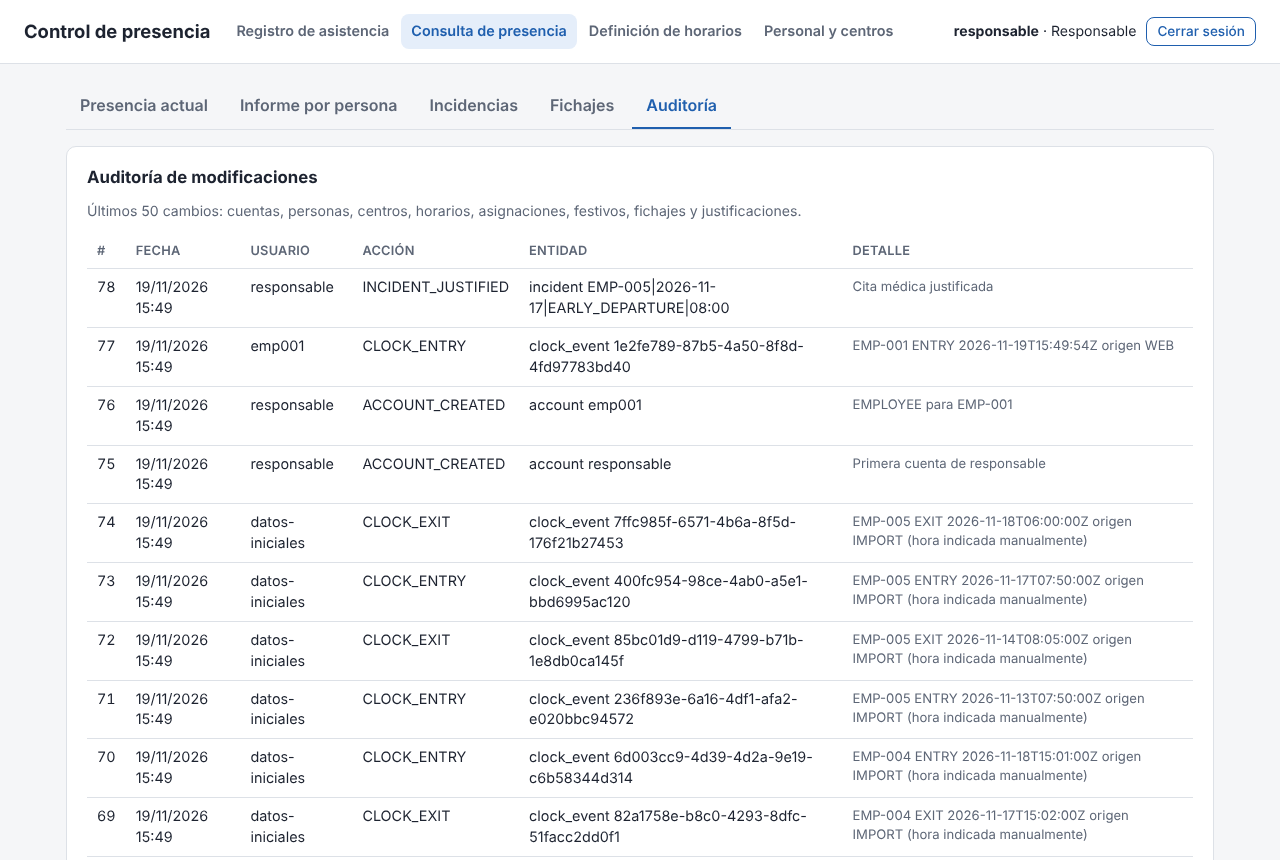 Control de presencia
Registro de asistencia
Consulta de presencia
Definición de horarios
Personal y centros
responsable · Responsable
Cerrar sesión
Presencia actual
Informe por persona
Incidencias
Fichajes
Auditoría
Auditoría de modificaciones
Últimos 50 cambios: cuentas, personas, centros, horarios, asignaciones, festivos, fichajes y justificaciones.
# FECHA USUARIO ACCIÓN ENTIDAD DETALLE
78 19/11/2026 responsable INCIDENT_JUSTIFIED incident EMP-005|2026-11- Cita médica justificada
15:49 17|EARLY_DEPARTURE|08:00
77 19/11/2026 emp001 CLOCK_ENTRY clock_event 1e2fe789-87b5-4a50-8f8d- EMP-001 ENTRY 2026-11-19T15:49:54Z origen WEB
15:49 4fd97783bd40
76 19/11/2026 responsable ACCOUNT_CREATED account emp001 EMPLOYEE para EMP-001
15:49
75 19/11/2026 responsable ACCOUNT_CREATED account responsable Primera cuenta de responsable
15:49
74 19/11/2026 datos- CLOCK_EXIT clock_event 7ffc985f-6571-4b6a-8f5d- EMP-005 EXIT 2026-11-18T06:00:00Z origen
15:49 iniciales 176f21b27453 IMPORT (hora indicada manualmente)
73 19/11/2026 datos- CLOCK_ENTRY clock_event 400fc954-98ce-4ab0-a5e1- EMP-005 ENTRY 2026-11-17T07:50:00Z origen
15:49 iniciales bbd6995ac120 IMPORT (hora indicada manualmente)
72 19/11/2026 datos- CLOCK_EXIT clock_event 85bc01d9-d119-4799-b71b- EMP-005 EXIT 2026-11-14T08:05:00Z origen
15:49 iniciales 1e8db0ca145f IMPORT (hora indicada manualmente)
71 19/11/2026 datos- CLOCK_ENTRY clock_event 236f893e-6a16-4df1-afa2- EMP-005 ENTRY 2026-11-13T07:50:00Z origen
15:49 iniciales e020bbc94572 IMPORT (hora indicada manualmente)
70 19/11/2026 datos- CLOCK_ENTRY clock_event 6d003cc9-4d39-4d2a-9e19- EMP-004 ENTRY 2026-11-18T15:01:00Z origen
15:49 iniciales c6b58344d314 IMPORT (hora indicada manualmente)
69 19/11/2026 datos- CLOCK_EXIT clock_event 82a1758e-b8c0-4293-8dfc- EMP-004 EXIT 2026-11-17T15:02:00Z origen
15:49 iniciales 51facc2dd0f1 IMPORT (hora indicada manualmente)